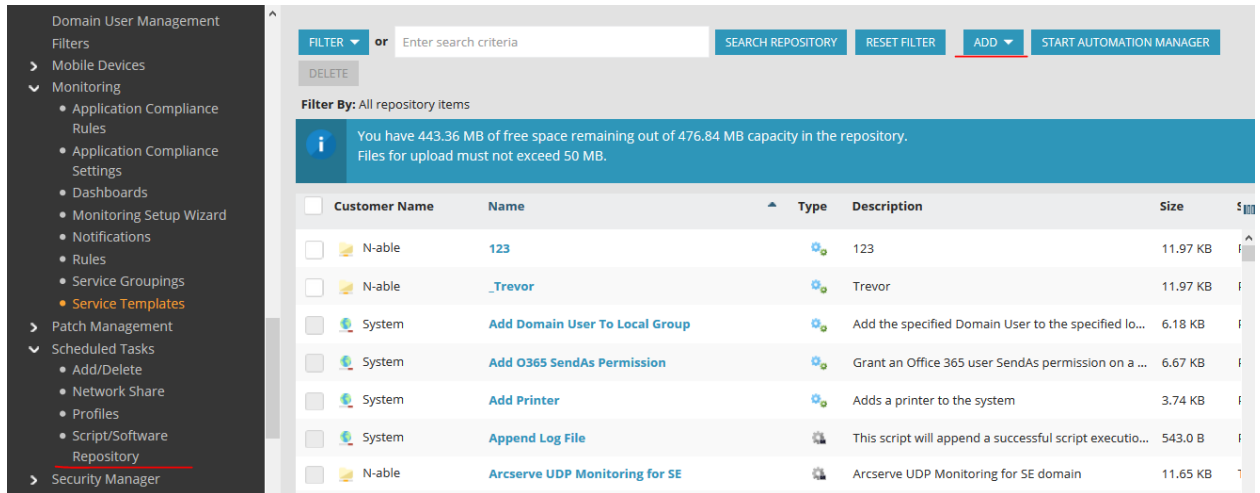 Domain User Management
Filters
Mobile Devices
Monitoring
Application Compliance
Rules
Application Compliance
Settings
Dashboards
Monitoring Setup Wizard
Notifications
Rules
Service Groupings
Service Templates
Patch Management
Scheduled Tasks
Add/Delete
Network Share
Profiles
Script/Software
Repository
Security Manager
FILTER or Enter search criteria SEARCH REPOSITORY RESET FILTER ADD START AUTOMATION MANAGER
DELETE
Filter By: All repository items
You have 443.36 MB of free space remaining out of 476.84 MB capacity in the repository.
Files for upload must not exceed 50 MB.
Customer Name Name Type Description Size
N-able 123 123 11.97 KB
N-able _Trevor Trevor 11.97 KB
System Add Domain User To Local Group Add the specified Domain User to the specified lo... 6.18 KB
System Add O365 SendAs Permission Grant an Office 365 user SendAs permission on a ... 6.67 KB
System Add Printer Adds a printer to the system 3.74 KB
System Append Log File This script will append a successful script executio... 543.0 B
N-able Arcserve UDP Monitoring for SE Arcserve UDP Monitoring for SE domain 11.65 KB